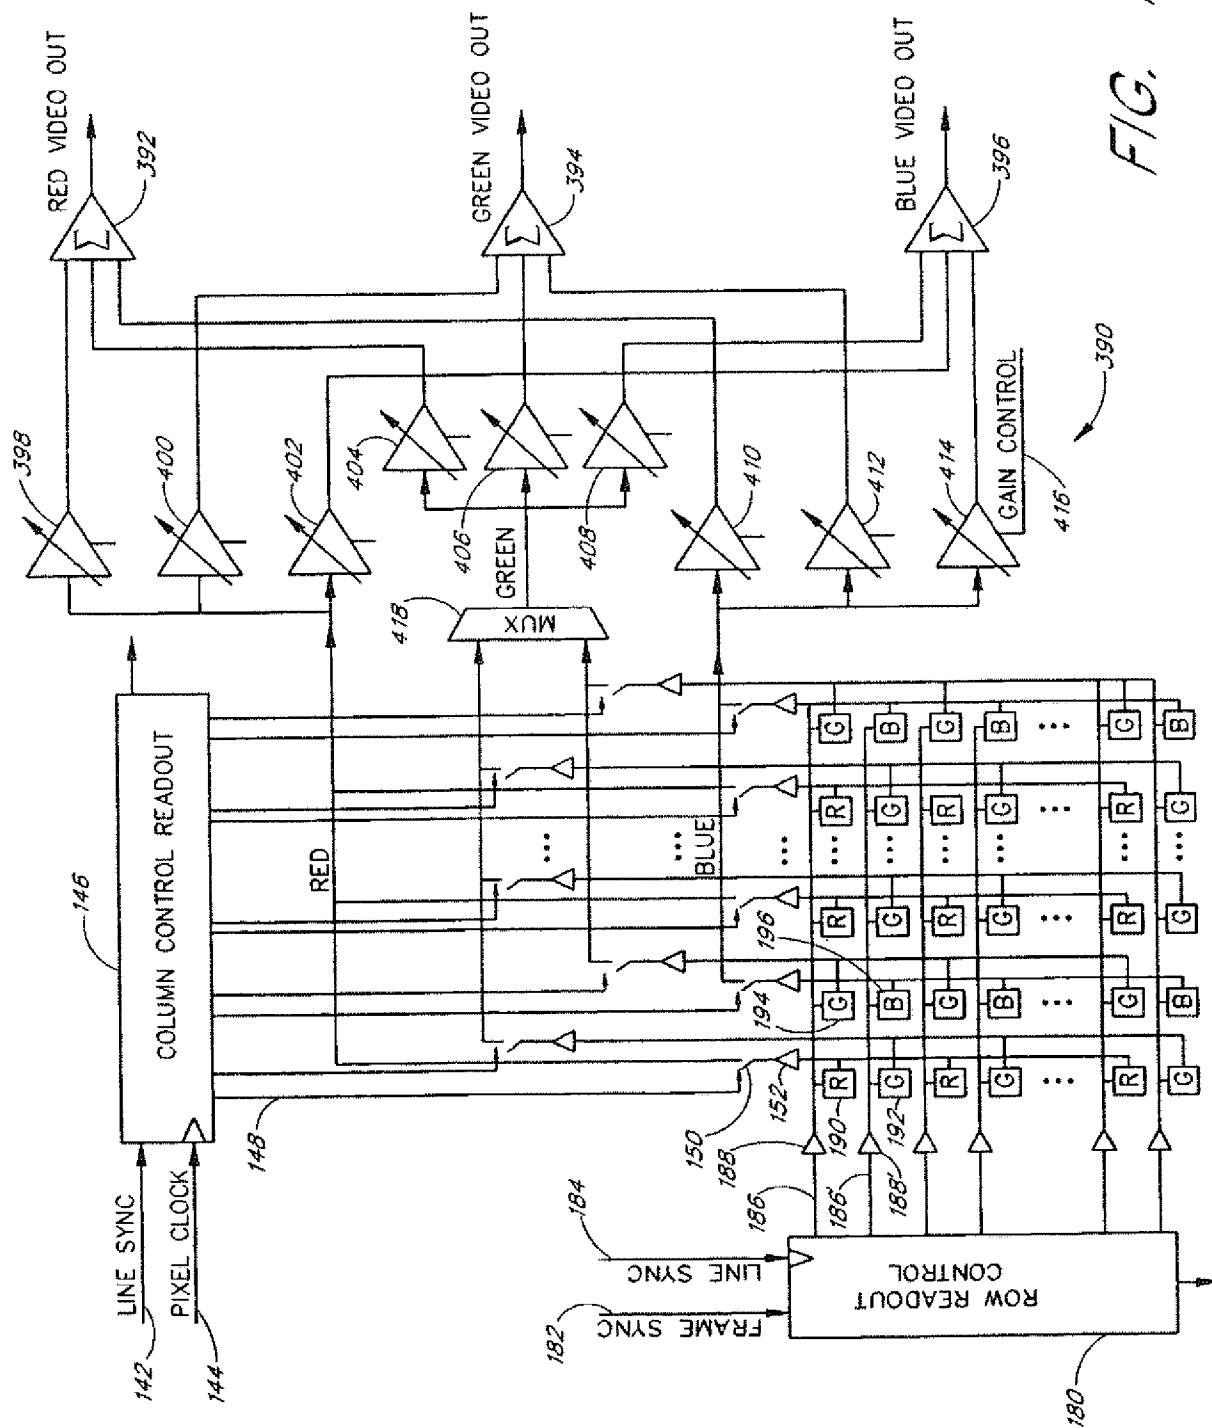 FIG.
RED VIDEO OUT
392
GREEN VIDEO OUT
394
BLUE VIDEO OUT
396
390
398
400
402
404
406
408
410
412
414
GAIN CONTROL
416
GREEN
418
MUX
146
COLUMN CONTROL READOUT
LINE SYNC
142
PIXEL CLOCK
144
148
RED
BLUE
150
152
188
186
186'
188'
190
192
194
196
R G R G R ... G
G B G B ... G B
R G R G ... R G
R G R G ... R G
G B G B ... G B
184
LINE SYNC
182
FRAME SYNC
ROW READOUT
CONTROL
180